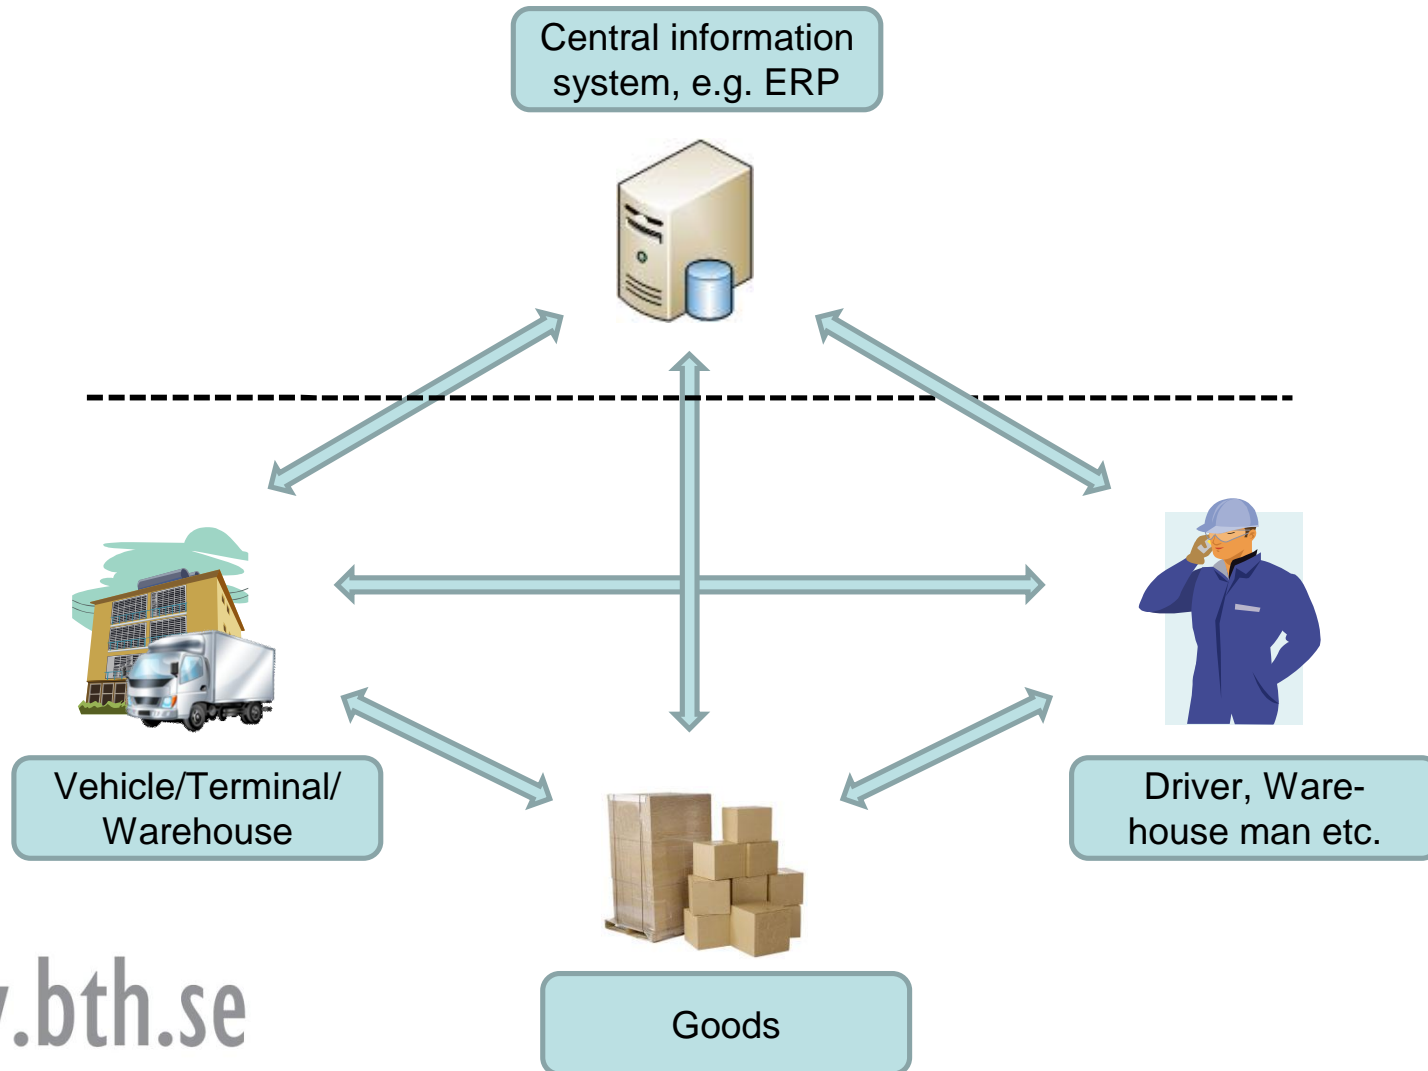 Central information
system, e.g. ERP
Vehicle/Terminal/
Warehouse
Driver, Ware-
house man etc.
Goods
.bth.se